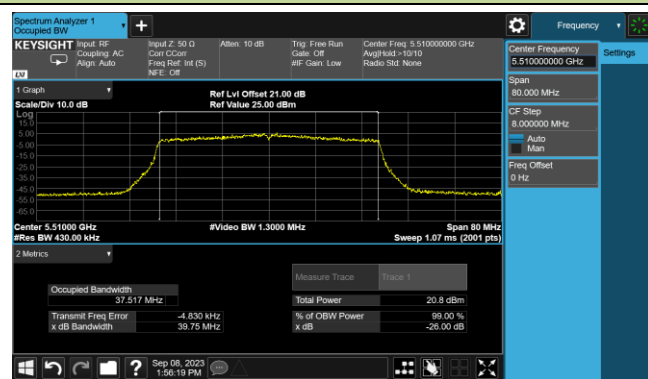 Spectrum Analyzer 1
Occupied BW
+
Frequency
KEYSIGHT
Input: RF
Coupling: AC
Align: Auto
Input Z: 50 Ω
Corr CCorr
Freq Ref: Int (S)
NFE: Off
Atten: 10 dB
Trig: Free Run
Gate: Off
#IF Gain: Low
Center Freq: 5.510000000 GHz
Avg|Hold:>10/10
Radio Std: None
LXI
Center Frequency
5.510000000 GHz
Settings
Span
80.000 MHz
CF Step
8.000000 MHz
Auto
Man
Freq Offset
0 Hz
1 Graph
Scale/Div 10.0 dB
Ref Lvl Offset 21.00 dB
Ref Value 25.00 dBm
Log
15.0
5.00
-5.00
-15.0
-25.0
-35.0
-45.0
-55.0
-65.0
Center 5.51000 GHz
#Res BW 430.00 kHz
#Video BW 1.3000 MHz
Span 80 MHz
Sweep 1.07 ms (2001 pts)
2 Metrics
Measure Trace
Trace 1
Occupied Bandwidth
37.517 MHz
Total Power
20.8 dBm
Transmit Freq Error
-4.830 kHz
% of OBW Power
99.00 %
x dB Bandwidth
39.75 MHz
x dB
-26.00 dB
?
Sep 08, 2023
1:56:19 PM